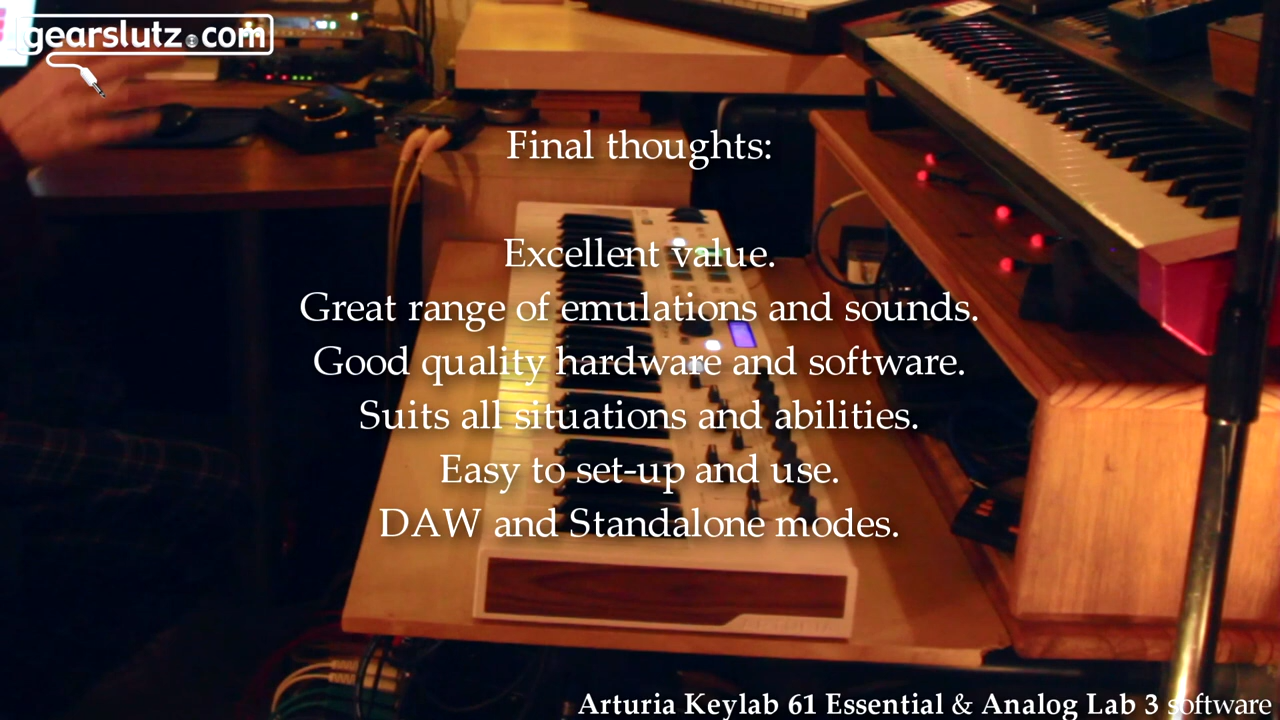 gearslutz.com
Final thoughts:
Excellent value.
Great range of emulations and sounds.
Good quality hardware and software.
Suits all situations and abilities.
Easy to set-up and use.
DAW and Standalone modes.
Arturia Keylab 61 Essential & Analog Lab 3 software